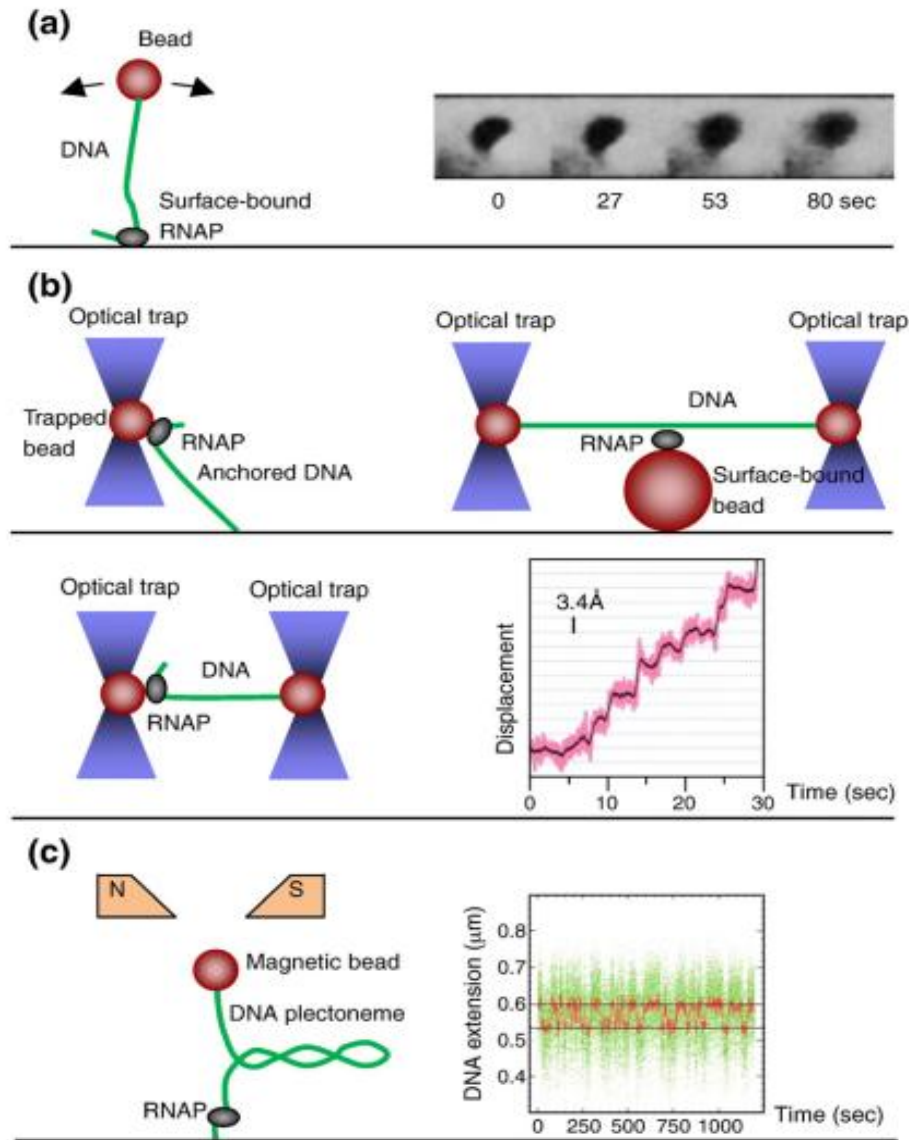 (a)
Bead
DNA
Surface-bound
RNAP
0 27 53 80 sec
(b)
Optical trap
Trapped
bead
RNAP
Anchored DNA
Optical trap
Optical trap
DNA
RNAP
Surface-bound
bead
Optical trap
Optical trap
DNA
RNAP
3.4Å
Displacement
0 10 20 30
Time (sec)
(c)
N
S
Magnetic bead
DNA plectoneme
RNAP
DNA extension (μm)
0.8
0.7
0.6
0.5
0.4
0 250 500 750 1000
Time (sec)